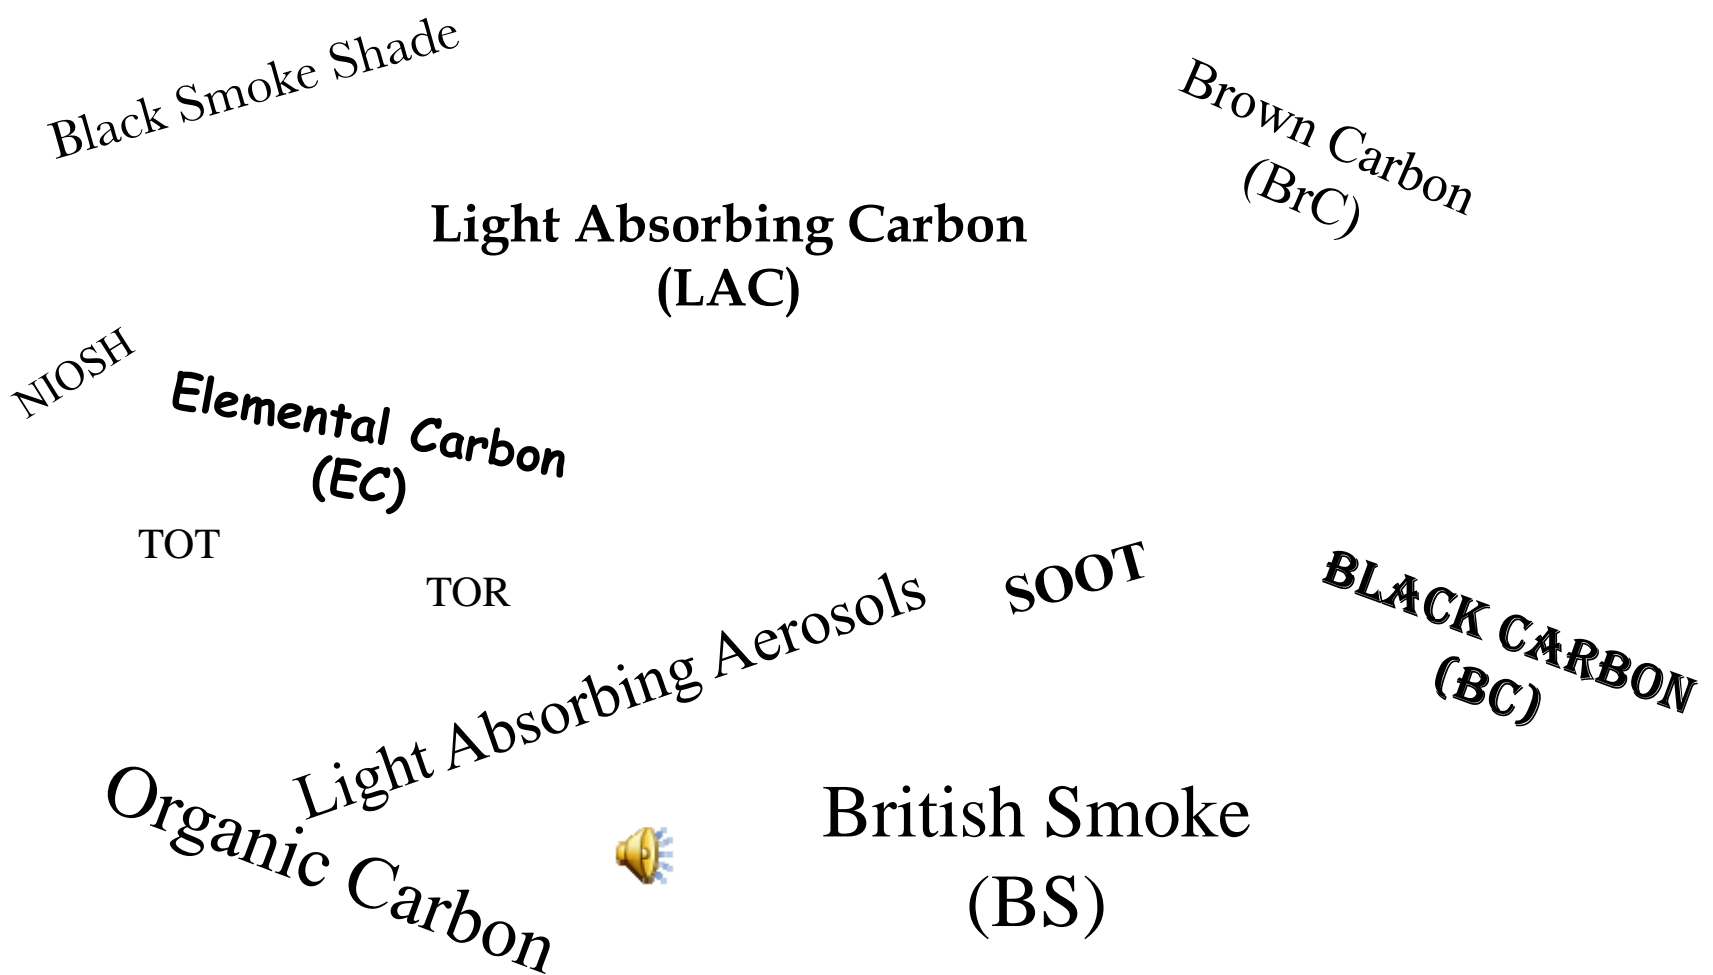 Black Smoke Shade
Brown Carbon
(BrC)
Light Absorbing Carbon
(LAC)
NIOSH
Elemental Carbon
(EC)
TOT
TOR
SOOT
BLACK CARBON
(BC)
Light Absorbing Aerosols
Organic Carbon
British Smoke
(BS)